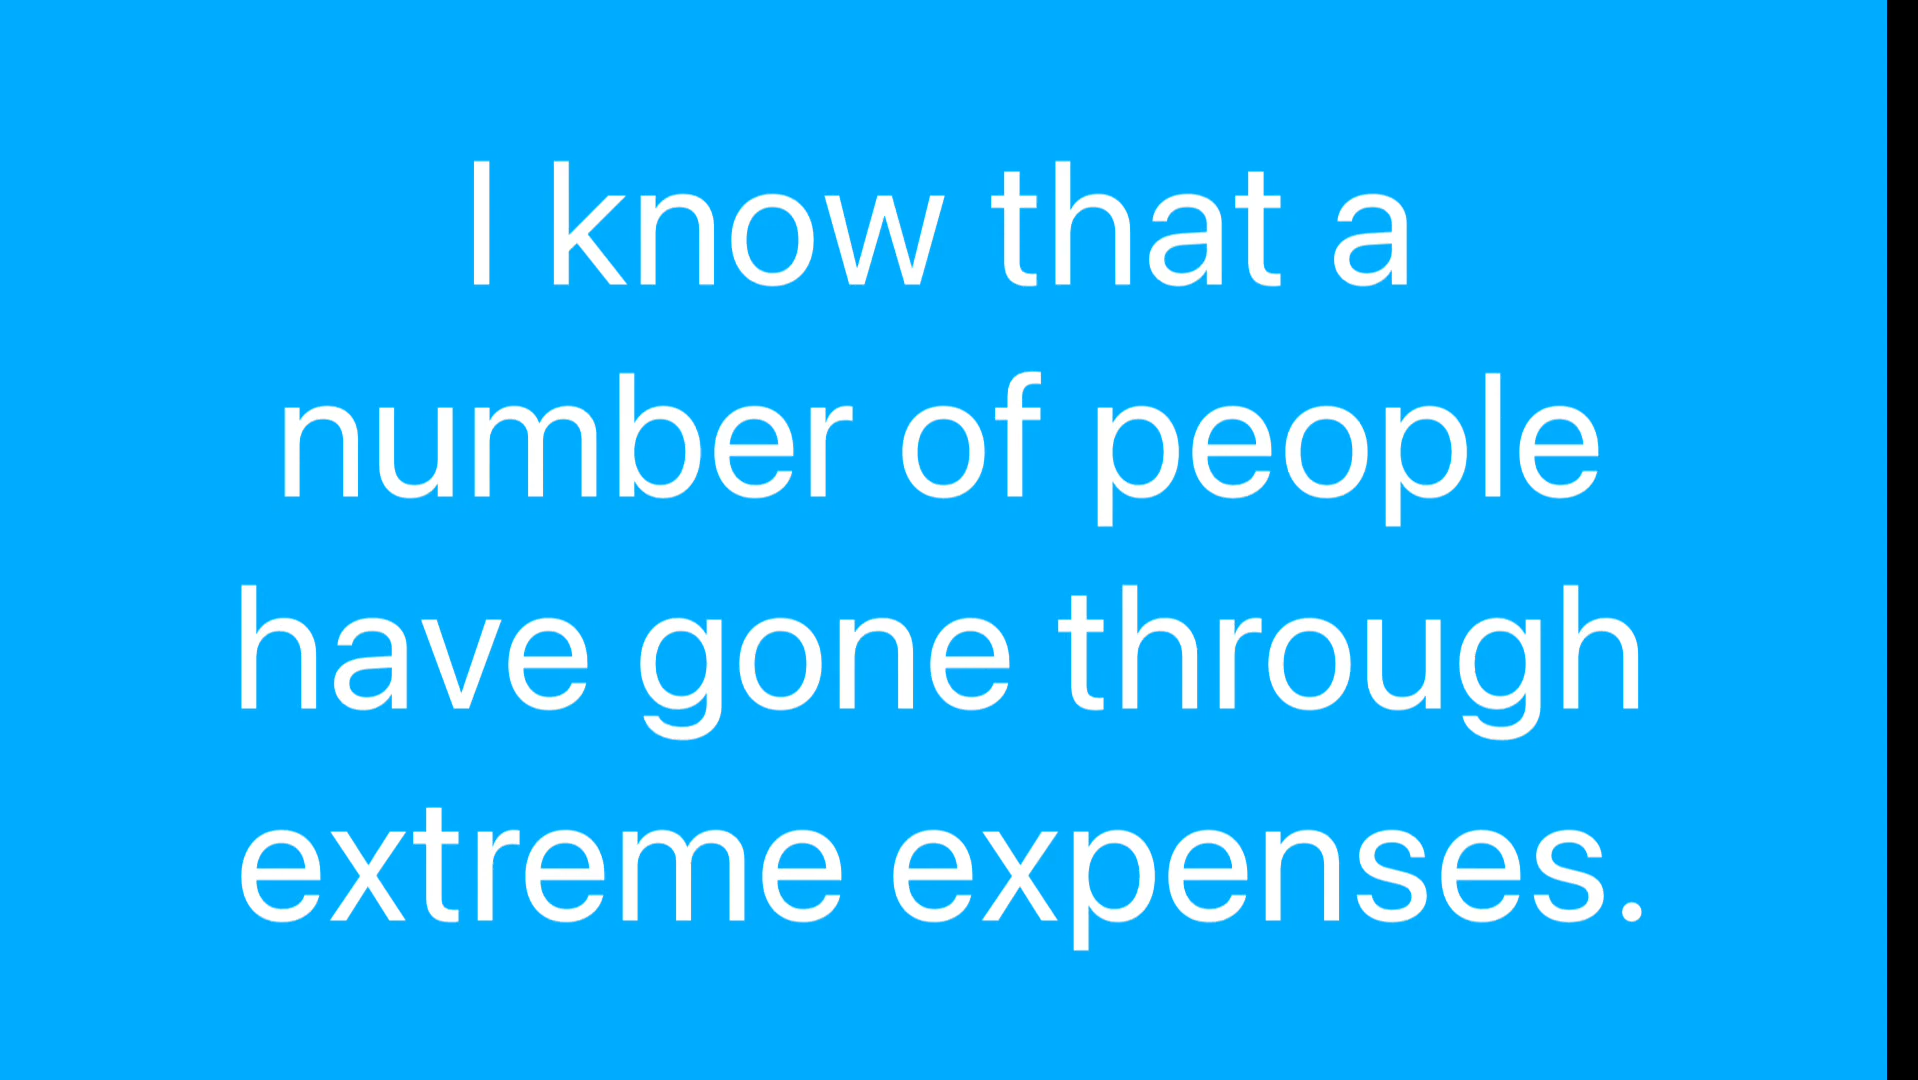 I know that a
number of people
have gone through
extreme expenses.